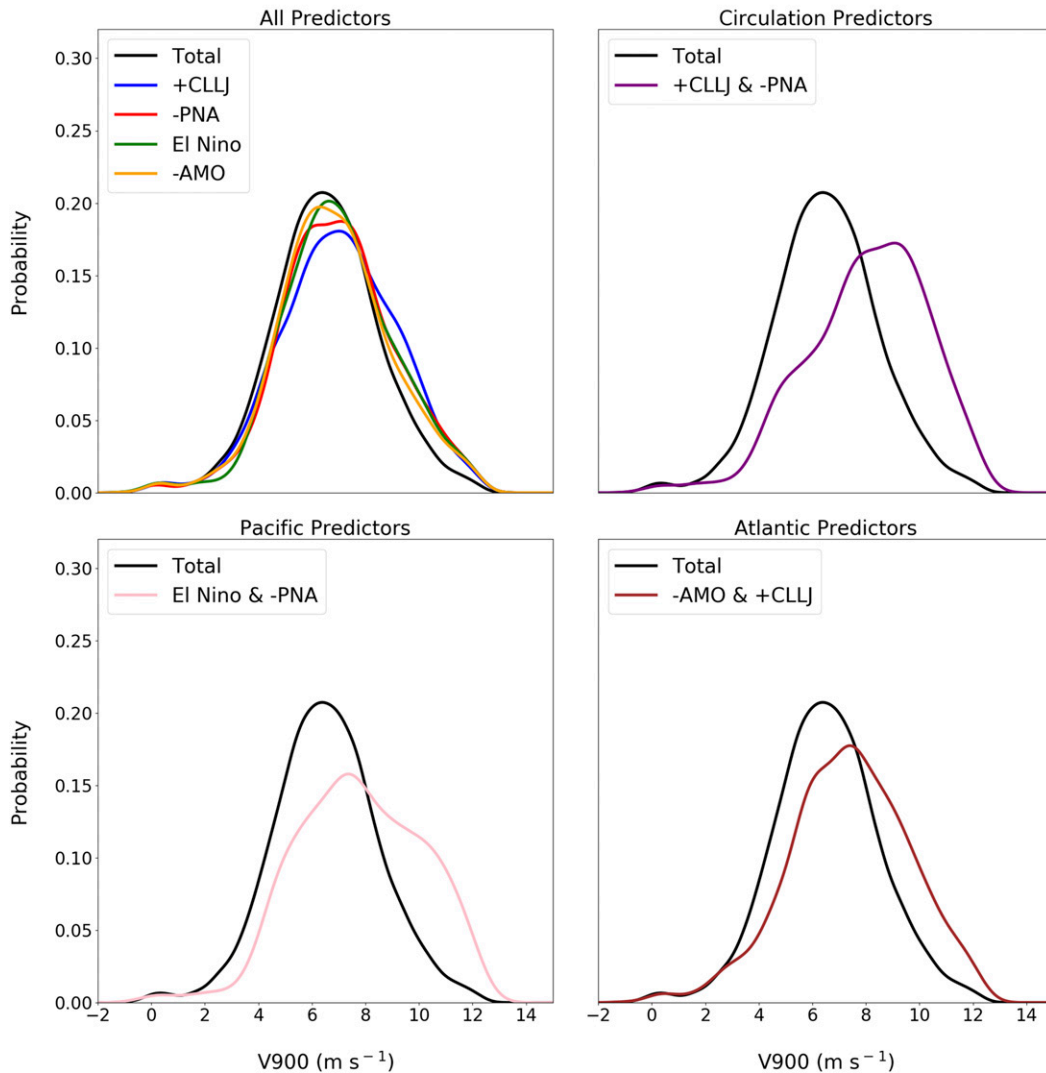 All Predictors
Circulation Predictors
0.30
0.25
0.20
0.15
0.10
0.05
0.00
Probability
Total
+CLLJ
-PNA
El Nino
-AMO
Total
+CLLJ & -PNA
Pacific Predictors
Atlantic Predictors
0.30
0.25
0.20
0.15
0.10
0.05
0.00
Probability
Total
El Nino & -PNA
Total
-AMO & +CLLJ
−2 0 2 4 6 8 10 12 14
−2 0 2 4 6 8 10 12 14
V900 (m s⁻¹)
V900 (m s⁻¹)